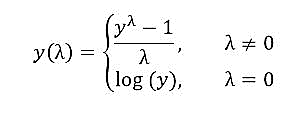 y(λ) = { (y^λ − 1) / λ, λ ≠ 0
log (y), λ = 0